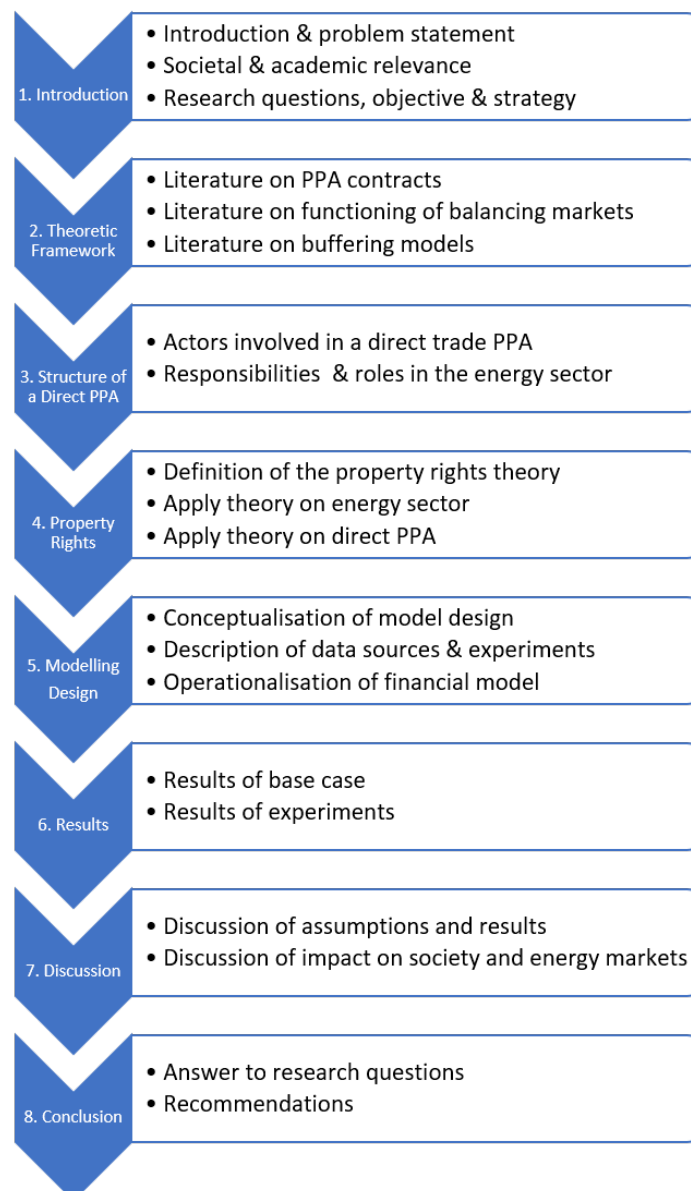 1. Introduction
• Introduction & problem statement
• Societal & academic relevance
• Research questions, objective & strategy
2. Theoretic
Framework
• Literature on PPA contracts
• Literature on functioning of balancing markets
• Literature on buffering models
3. Structure of
a Direct PPA
• Actors involved in a direct trade PPA
• Responsibilities & roles in the energy sector
4. Property
Rights
• Definition of the property rights theory
• Apply theory on energy sector
• Apply theory on direct PPA
5. Modelling
Design
• Conceptualisation of model design
• Description of data sources & experiments
• Operationalisation of financial model
6. Results
• Results of base case
• Results of experiments
7. Discussion
• Discussion of assumptions and results
• Discussion of impact on society and energy markets
8. Conclusion
• Answer to research questions
• Recommendations